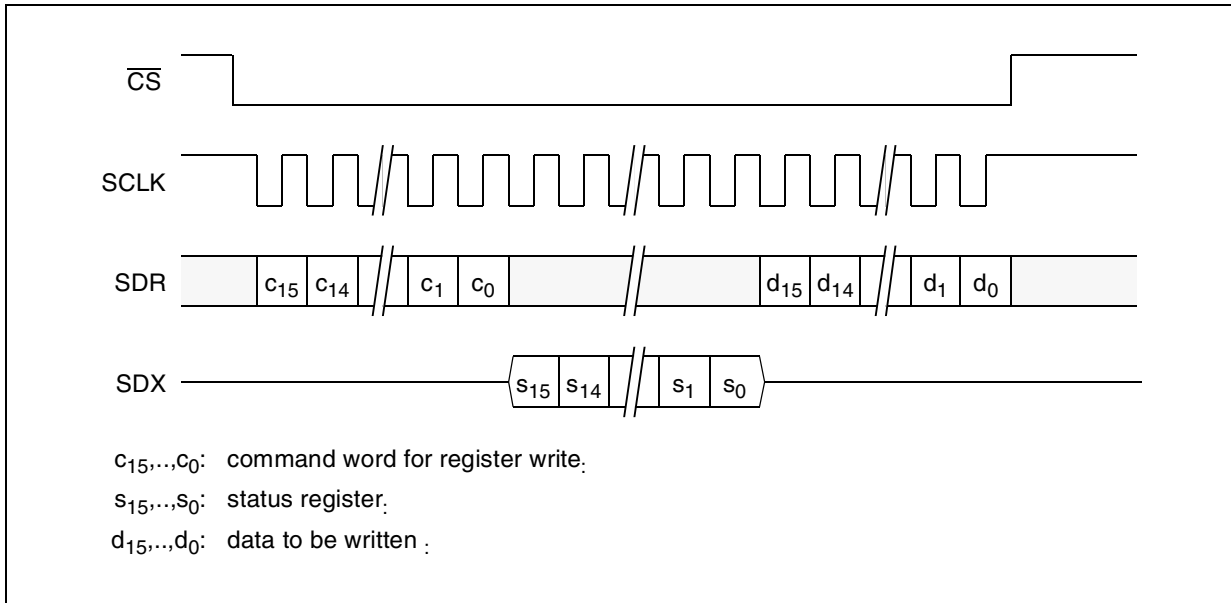 CS
SCLK
SDR c15 c14 c1 c0 d15 d14 d1 d0
SDX s15 s14 s1 s0
c15,..,c0: command word for register write:
s15,..,s0: status register:
d15,..,d0: data to be written :